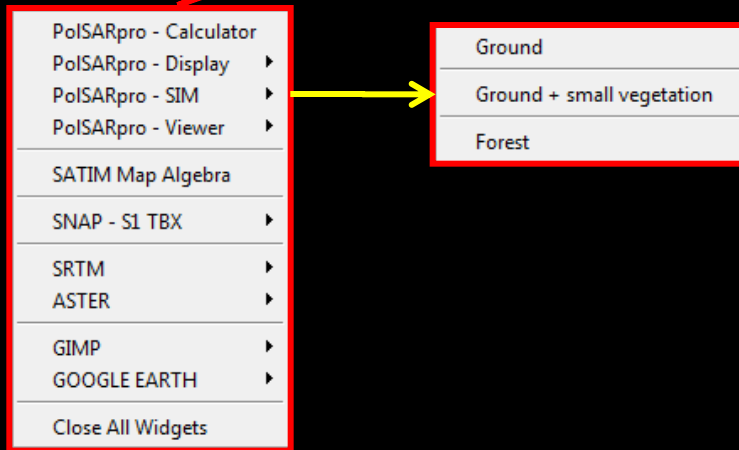 PolSARpro - Calculator
PolSARpro - Display
PolSARpro - SIM
PolSARpro - Viewer
SATIM Map Algebra
SNAP - S1 TBX
SRTM
ASTER
GIMP
GOOGLE EARTH
Close All Widgets
Ground
Ground + small vegetation
Forest